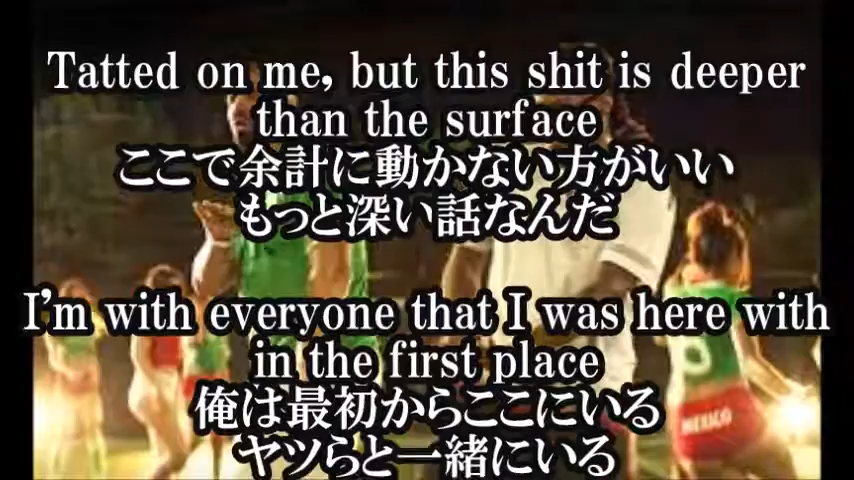 Tatted on me, but this shit is deeper
than the surface
ここで余計に動かない方がいい
もっと深い話なんだ
I'm with everyone that I was here with
in the first place
俺は最初からここにいる
ヤツらと一緒にいる
MEXICO